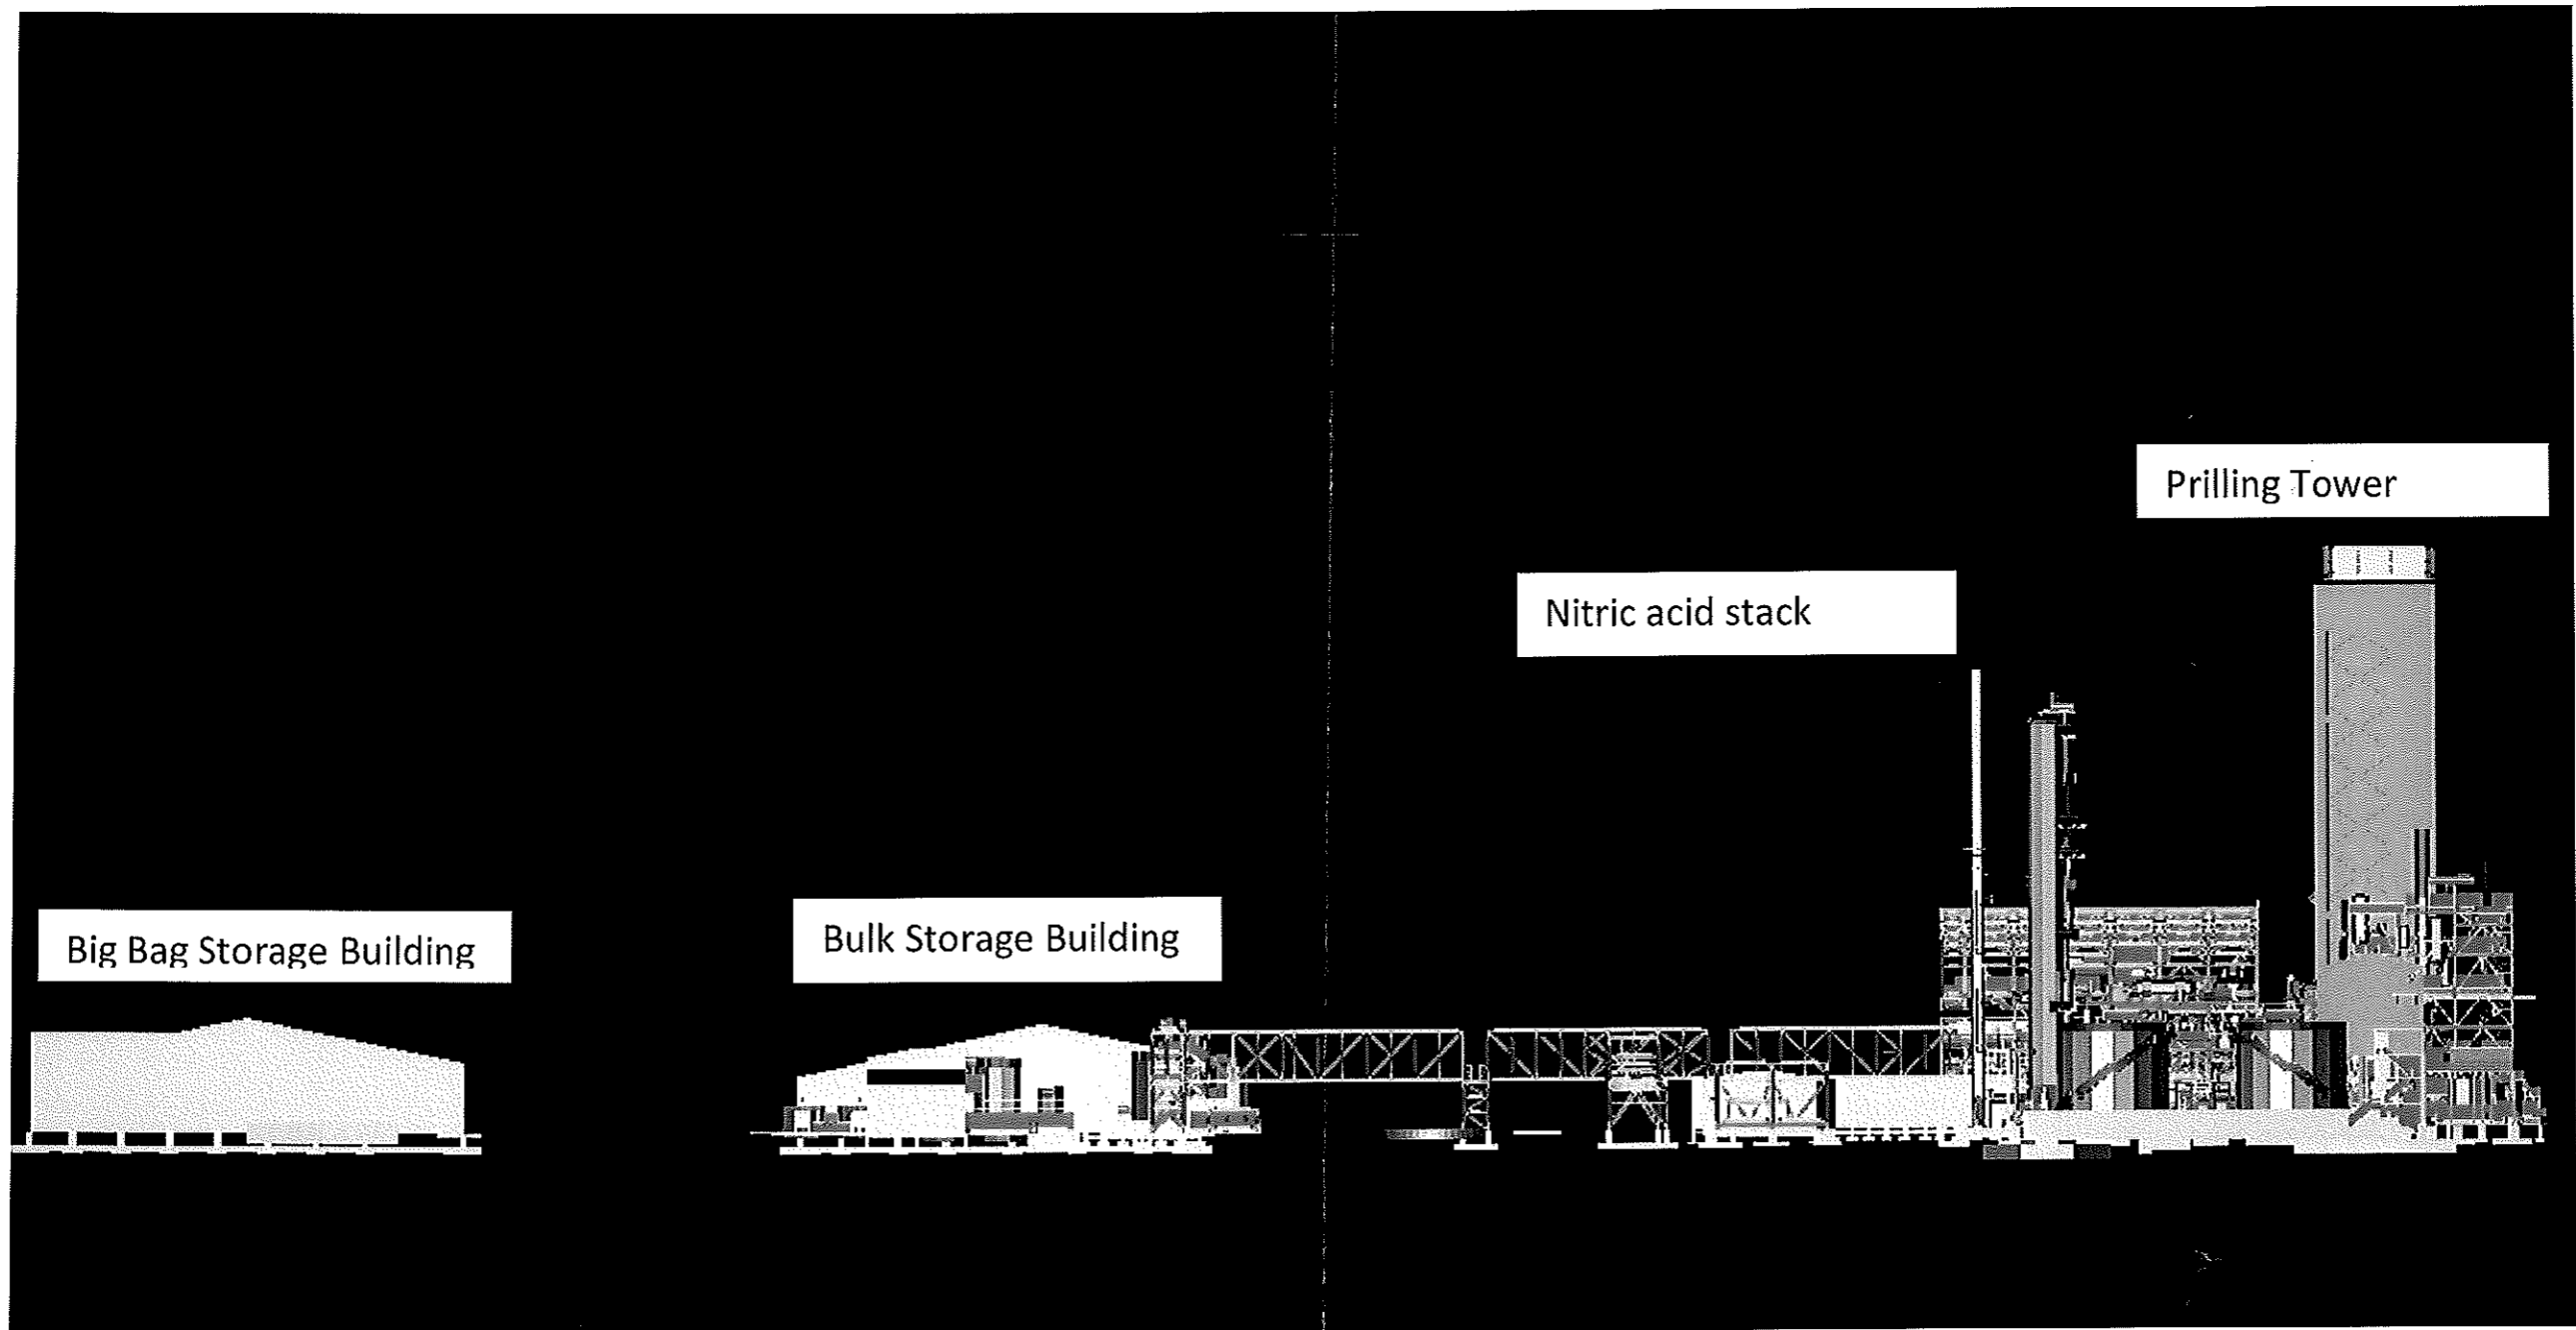 Prilling Tower
Nitric acid stack
Big Bag Storage Building
Bulk Storage Building